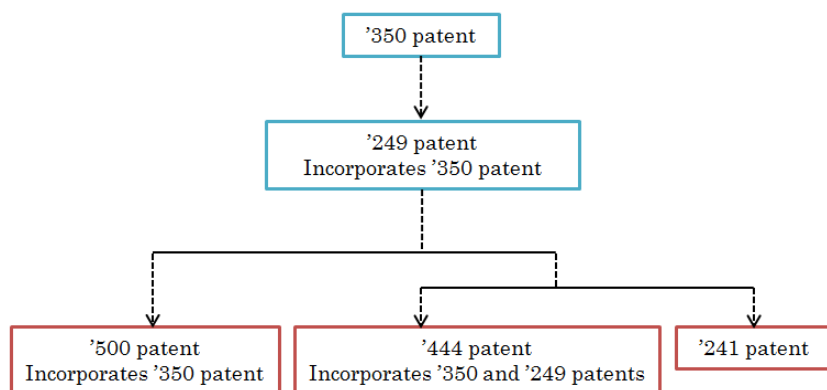 ’350 patent
’249 patent
Incorporates ’350 patent
’500 patent
Incorporates ’350 patent
’444 patent
Incorporates ’350 and ’249 patents
’241 patent